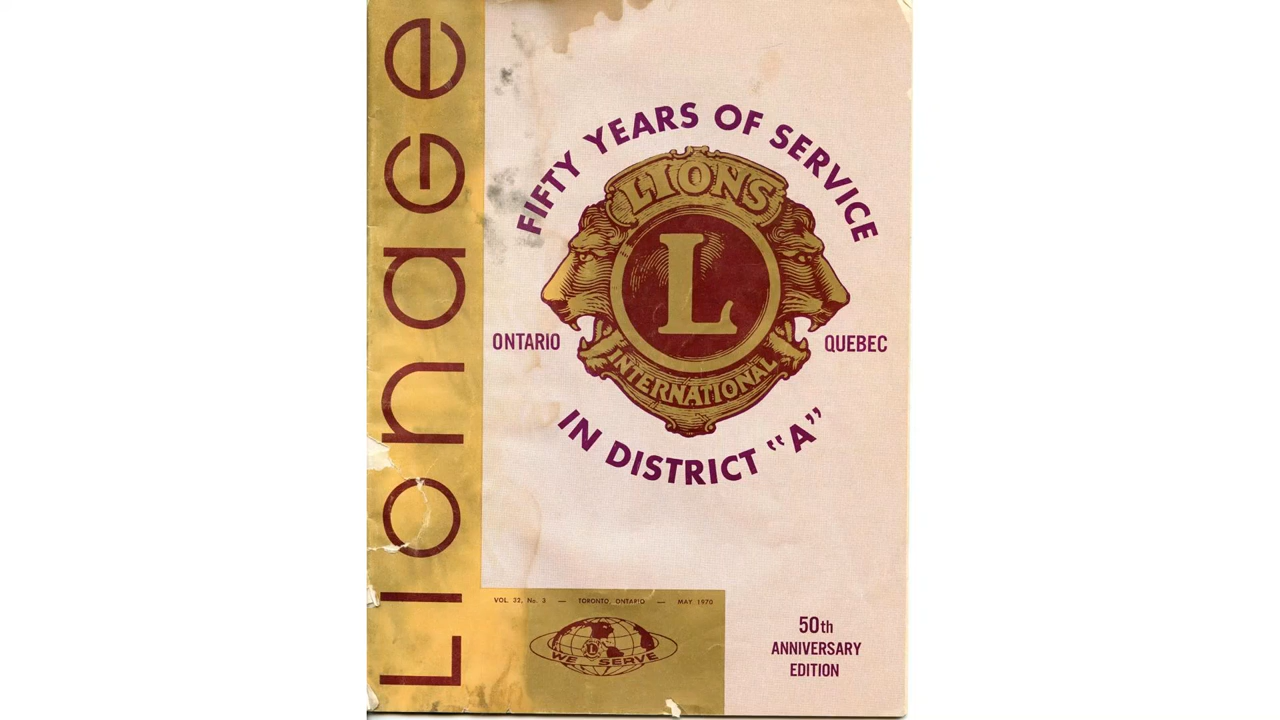 Lionage
FIFTY YEARS OF SERVICE
LIONS
L
INTERNATIONAL
ONTARIO
QUEBEC
IN DISTRICT “A”
VOL. 32, No. 3 — TORONTO, ONTARIO — MAY 1970
L
WE SERVE
50th
ANNIVERSARY
EDITION